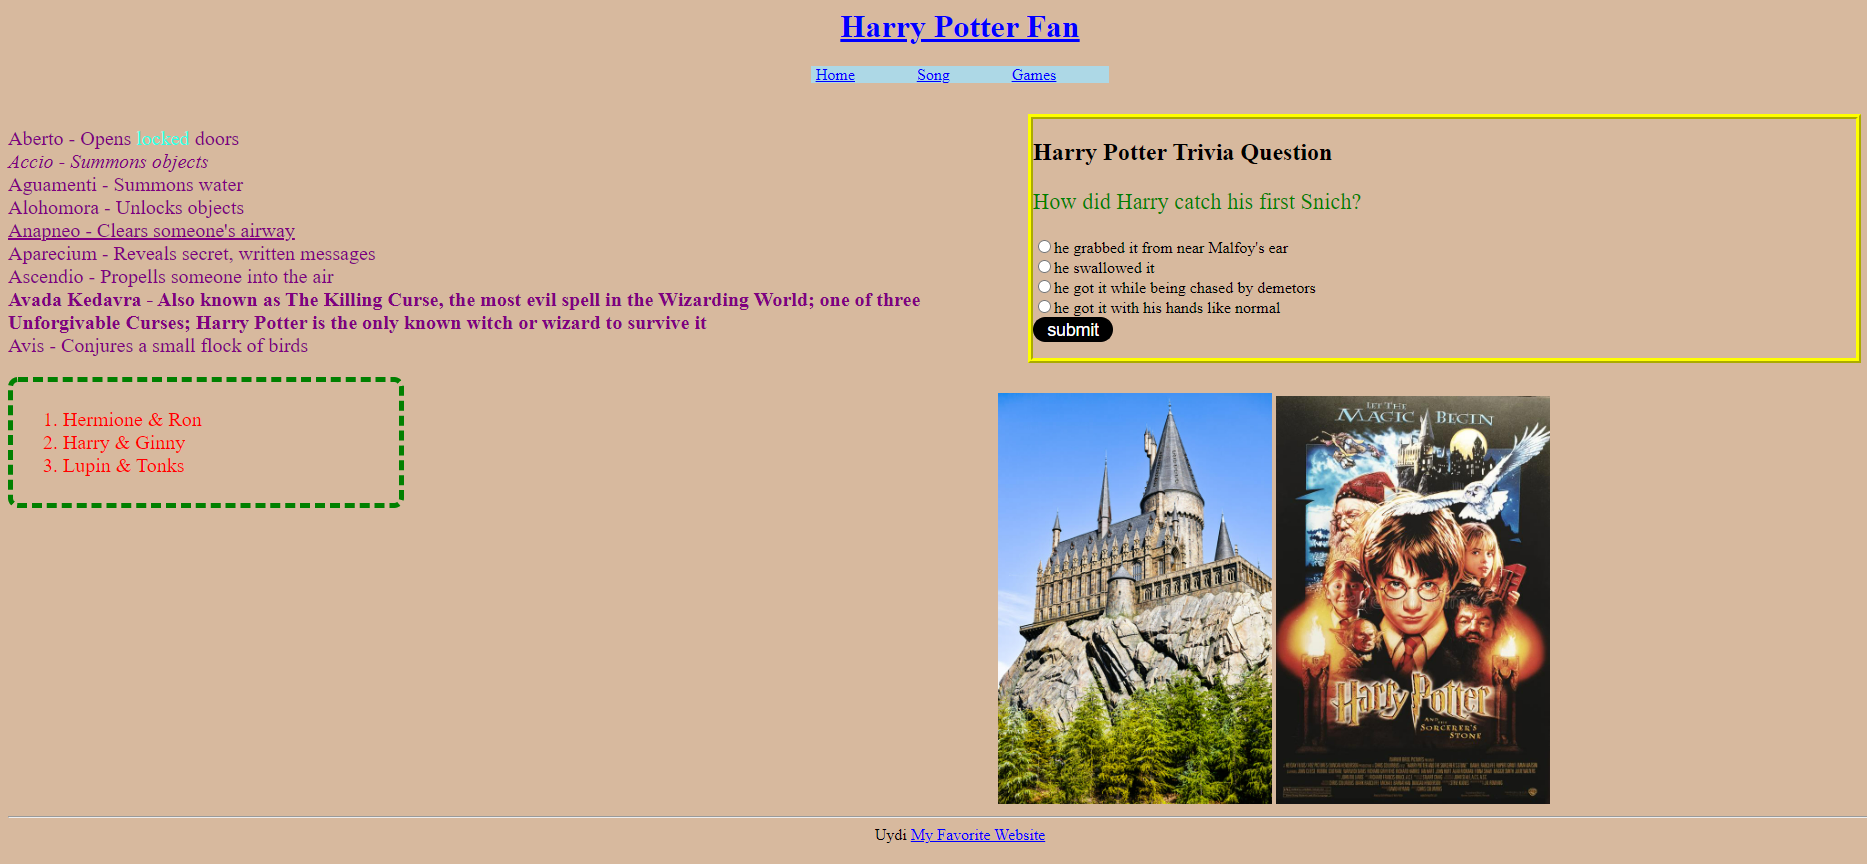 Harry Potter Fan
Home Song Games
Aberto - Opens locked doors
Accio - Summons objects
Aguamenti - Summons water
Alohomora - Unlocks objects
Anapneo - Clears someone's airway
Aparecium - Reveals secret, written messages
Ascendio - Propells someone into the air
Avada Kedavra - Also known as The Killing Curse, the most evil spell in the Wizarding World; one of three
Unforgivable Curses; Harry Potter is the only known witch or wizard to survive it
Avis - Conjures a small flock of birds
Harry Potter Trivia Question
How did Harry catch his first Snich?
he grabbed it from near Malfoy's ear
he swallowed it
he got it while being chased by demetors
he got it with his hands like normal
submit
1. Hermione & Ron
2. Harry & Ginny
3. Lupin & Tonks
LET THE
MAGIC BEGIN
Harry Potter
AND THE
SORCERER'S
STONE
Uydi My Favorite Website